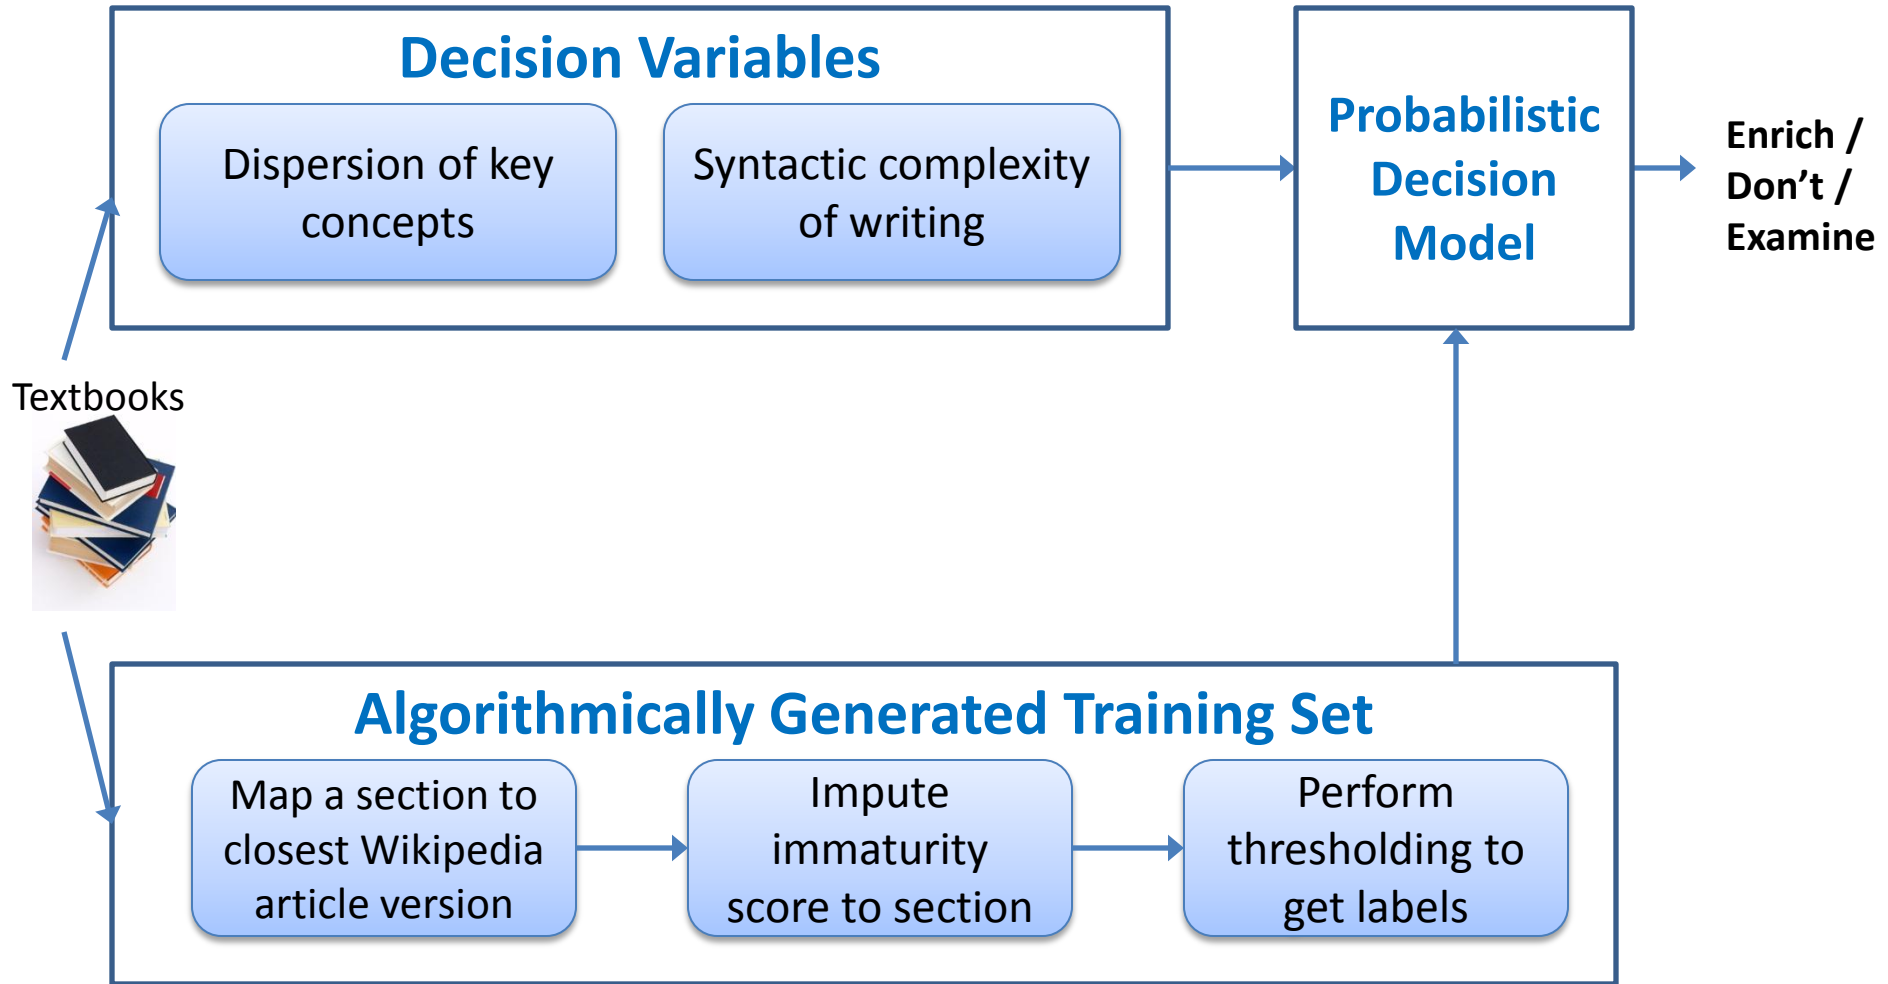 Decision Variables
Dispersion of key
concepts
Syntactic complexity
of writing
Probabilistic
Decision
Model
Enrich /
Don’t /
Examine
Textbooks
Algorithmically Generated Training Set
Map a section to
closest Wikipedia
article version
Impute
immaturity
score to section
Perform
thresholding to
get labels